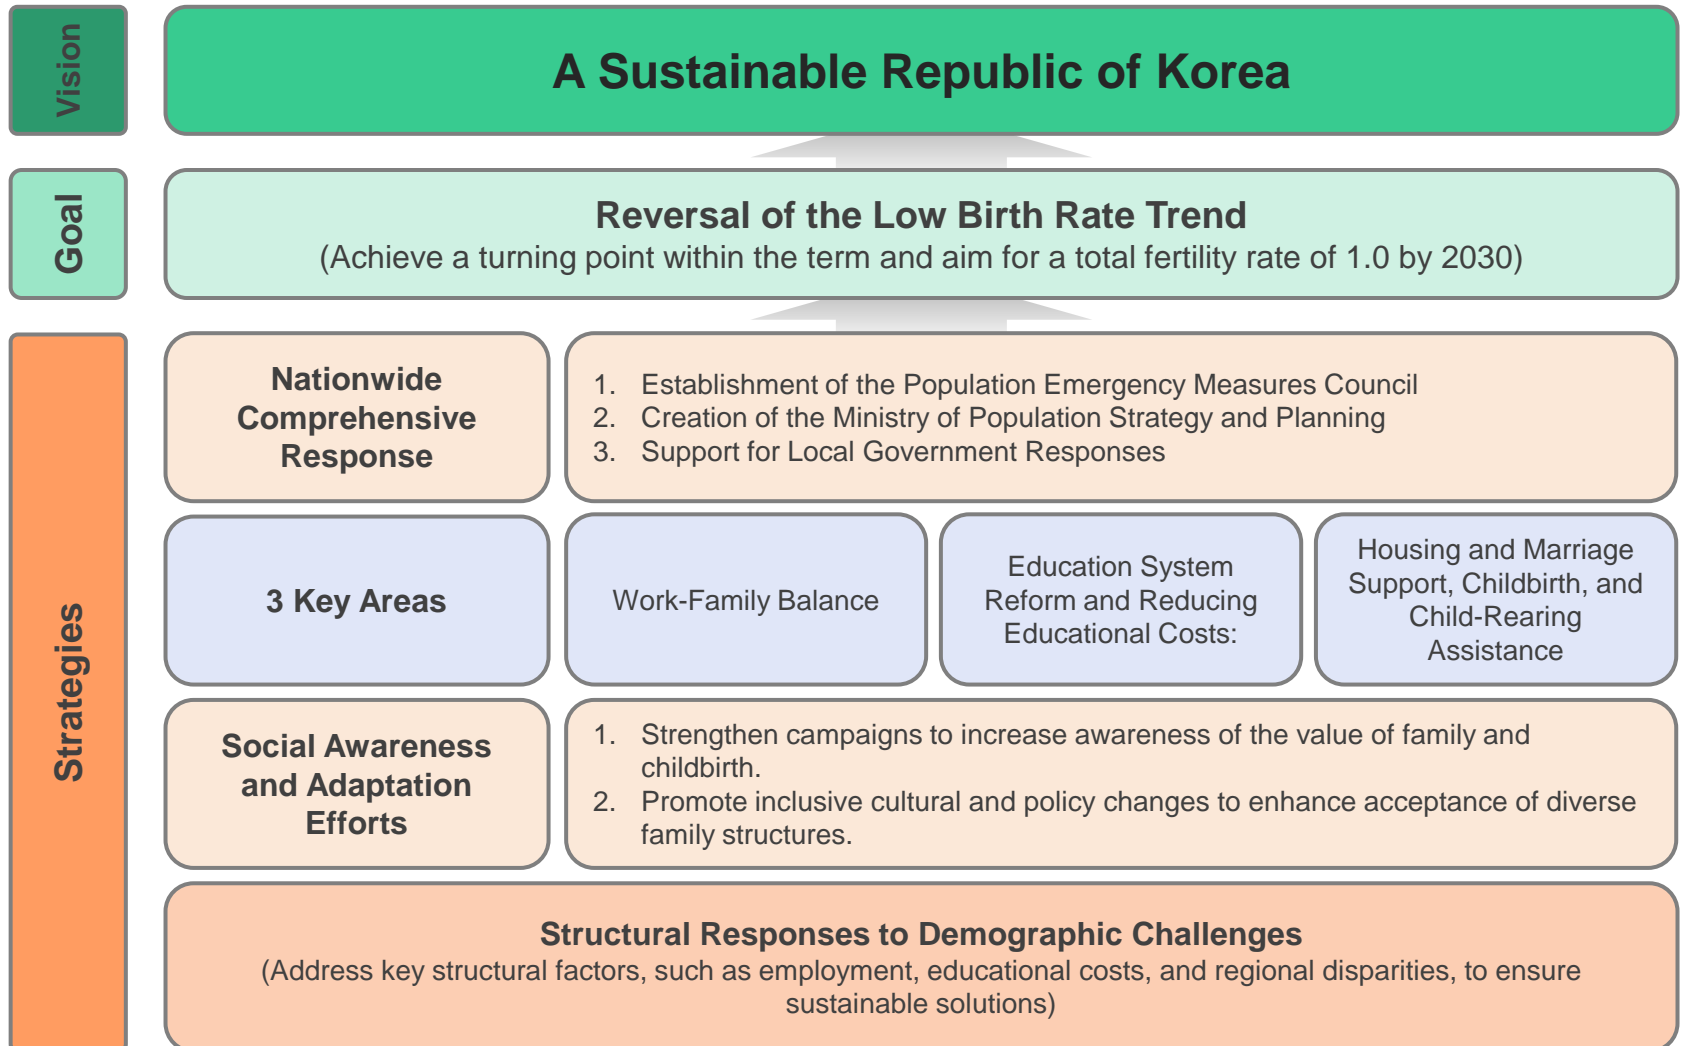 Vision
A Sustainable Republic of Korea
Goal
Reversal of the Low Birth Rate Trend
(Achieve a turning point within the term and aim for a total fertility rate of 1.0 by 2030)
Strategies
Nationwide
Comprehensive
Response
1. Establishment of the Population Emergency Measures Council
2. Creation of the Ministry of Population Strategy and Planning
3. Support for Local Government Responses
3 Key Areas
Work-Family Balance
Education System
Reform and Reducing
Educational Costs:
Housing and Marriage
Support, Childbirth, and
Child-Rearing
Assistance
Social Awareness
and Adaptation
Efforts
1. Strengthen campaigns to increase awareness of the value of family and
childbirth.
2. Promote inclusive cultural and policy changes to enhance acceptance of diverse
family structures.
Structural Responses to Demographic Challenges
(Address key structural factors, such as employment, educational costs, and regional disparities, to ensure
sustainable solutions)